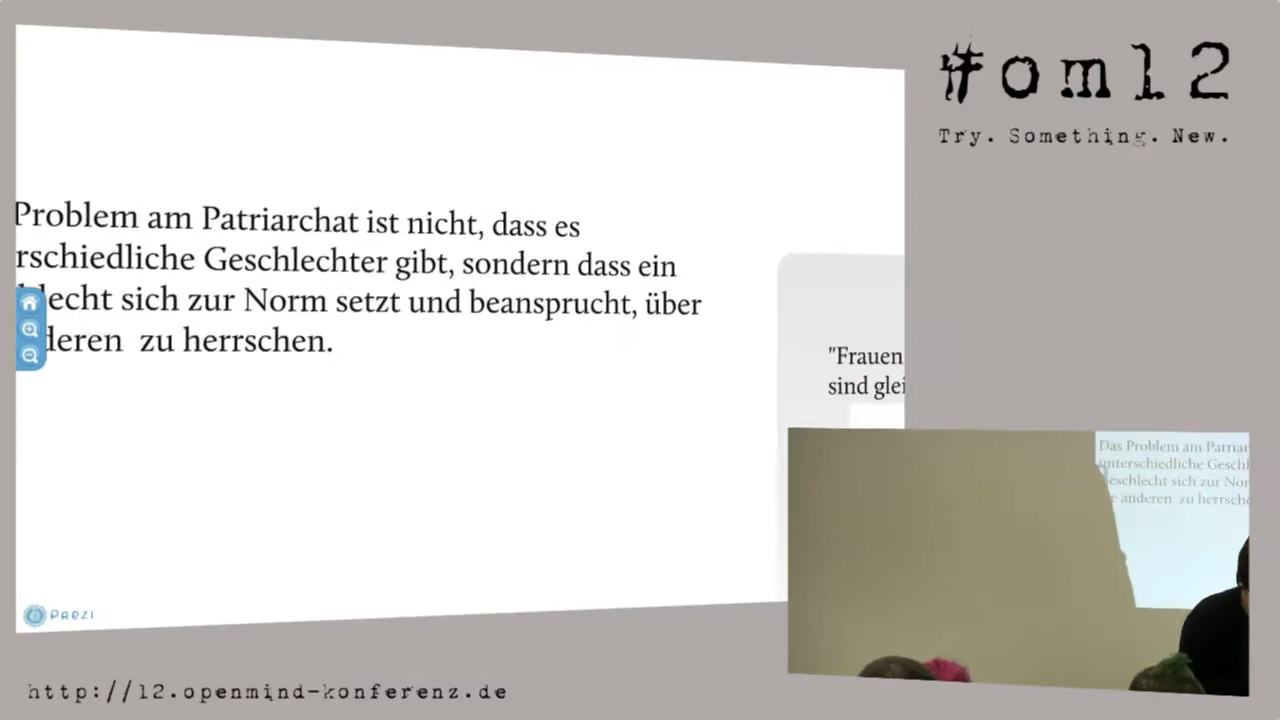 #om12
Try. Something. New.
Problem am Patriarchat ist nicht, dass es
rschiedliche Geschlechter gibt, sondern dass ein
lecht sich zur Norm setzt und beansprucht, über
deren zu herrschen.
"Frauen
sind glei
Prezi
Das Problem am Patriar
unterschiedliche Geschl
eschlecht sich zur Nor
e anderen zu herrsche
http://12.openmind-konferenz.de